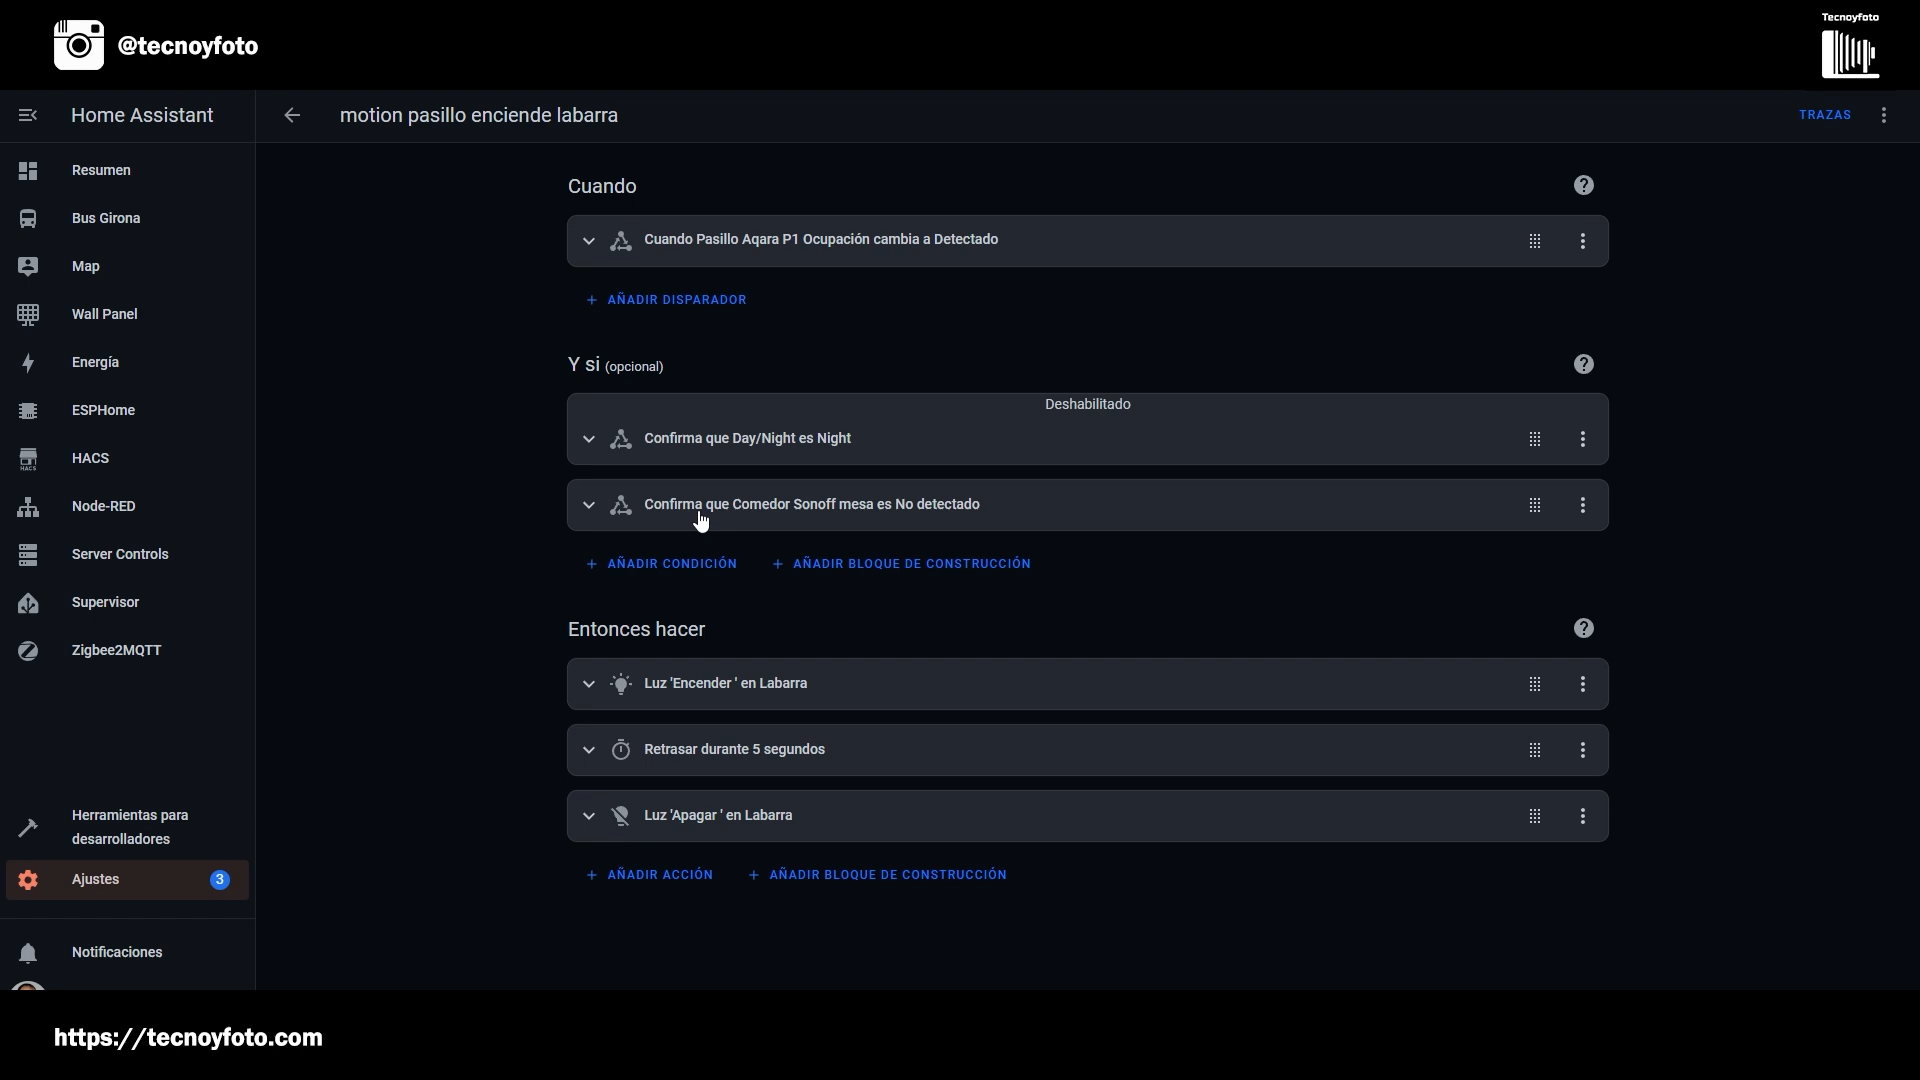 @tecnoyfoto
Tecnoyfoto
Home Assistant
motion pasillo enciende labarra
TRAZAS
Resumen
Bus Girona
Map
Wall Panel
Energía
ESPHome
HACS
HACS
Node-RED
Server Controls
Supervisor
Zigbee2MQTT
Herramientas para
desarrolladores
Ajustes
3
Notificaciones
Cuando
Cuando Pasillo Aqara P1 Ocupación cambia a Detectado
+ AÑADIR DISPARADOR
Y si (opcional)
Deshabilitado
Confirma que Day/Night es Night
Confirma que Comedor Sonoff mesa es No detectado
+ AÑADIR CONDICIÓN + AÑADIR BLOQUE DE CONSTRUCCIÓN
Entonces hacer
Luz 'Encender ' en Labarra
Retrasar durante 5 segundos
Luz 'Apagar ' en Labarra
+ AÑADIR ACCIÓN + AÑADIR BLOQUE DE CONSTRUCCIÓN
https://tecnoyfoto.com